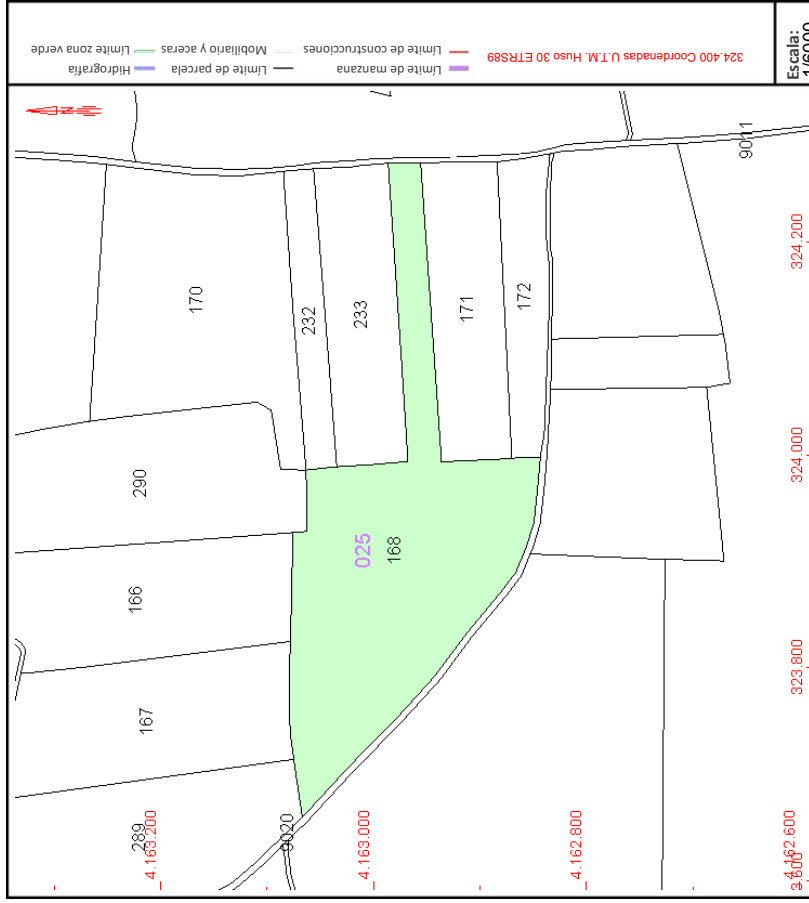 324.400 Coordenadas U.T.M. Huso 30 ETRS89
Límite de manzana
Límite de parcela
Hidrografía
Límite de construcciones
Mobiliario y aceras
Límite zona verde
Escala:
1/6000
9011
324.200
170
232
233
171
172
324.000
290
025
168
166
323.800
167
289
4.163.200
9020
4.163.000
4.162.800
4.162.600